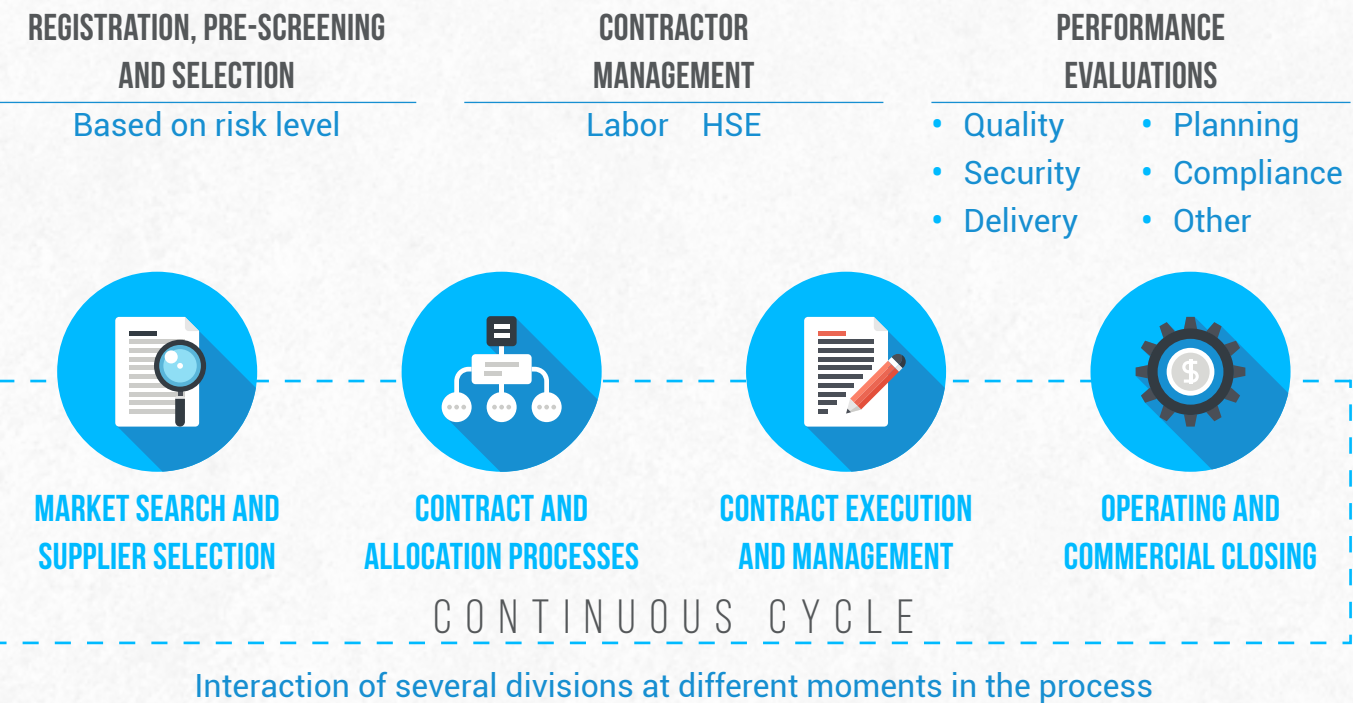 REGISTRATION, PRE-SCREENING
AND SELECTION
Based on risk level
CONTRACTOR
MANAGEMENT
Labor HSE
PERFORMANCE
EVALUATIONS
• Quality
• Security
• Delivery
• Planning
• Compliance
• Other
$
MARKET SEARCH AND
SUPPLIER SELECTION
CONTRACT AND
ALLOCATION PROCESSES
CONTRACT EXECUTION
AND MANAGEMENT
OPERATING AND
COMMERCIAL CLOSING
CONTINUOUS CYCLE
Interaction of several divisions at different moments in the process